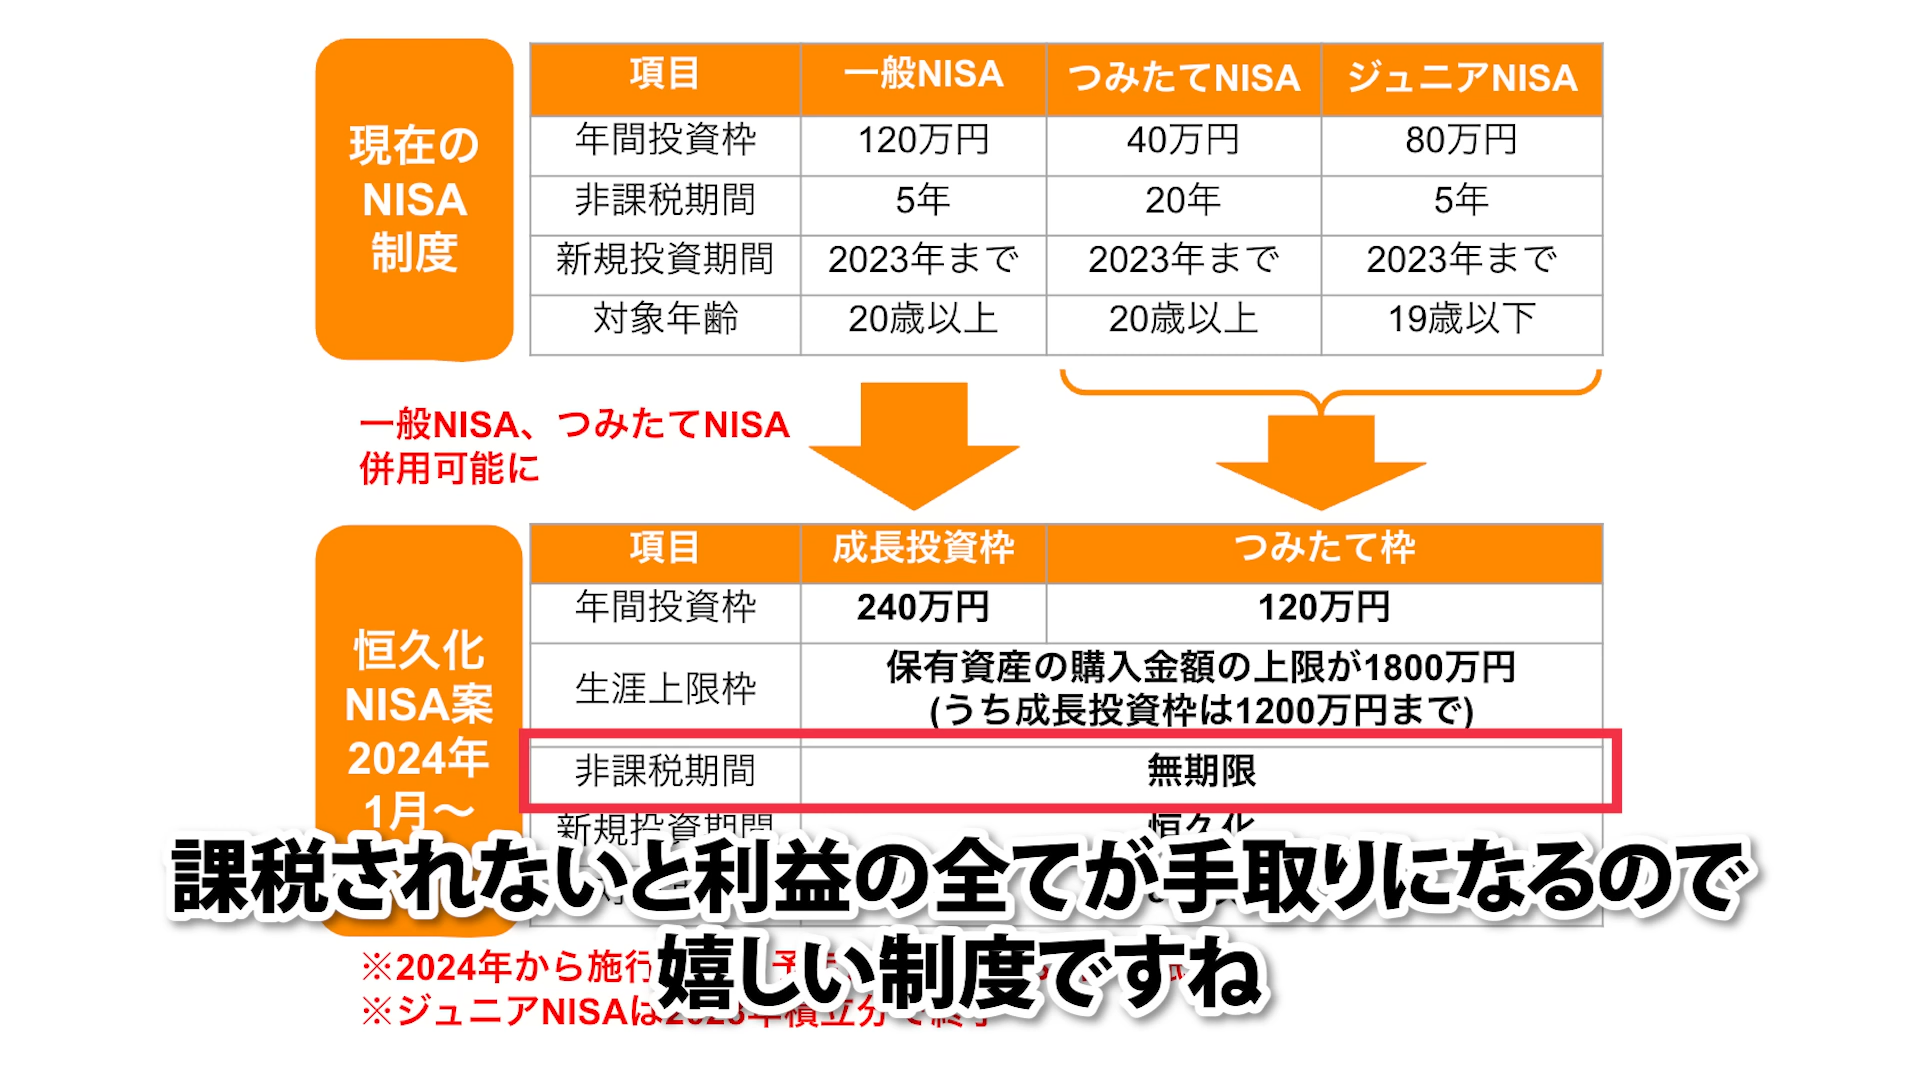 現在の
NISA
制度
項目 一般NISA つみたてNISA ジュニアNISA
年間投資枠 120万円 40万円 80万円
非課税期間 5年 20年 5年
新規投資期間 2023年まで 2023年まで 2023年まで
対象年齢 20歳以上 20歳以上 19歳以下
一般NISA、つみたてNISA
併用可能に
恒久化
NISA案
2024年
1月〜
項目 成長投資枠 つみたて枠
年間投資枠 240万円 120万円
生涯上限枠 保有資産の購入金額の上限が1800万円
(うち成長投資枠は1200万円まで)
非課税期間 無期限
新規投資期間 恒久化
課税されないと利益の全てが手取りになるので
嬉しい制度ですね
※2024年から施行
※ジュニアNISAは2023年積立分で終了